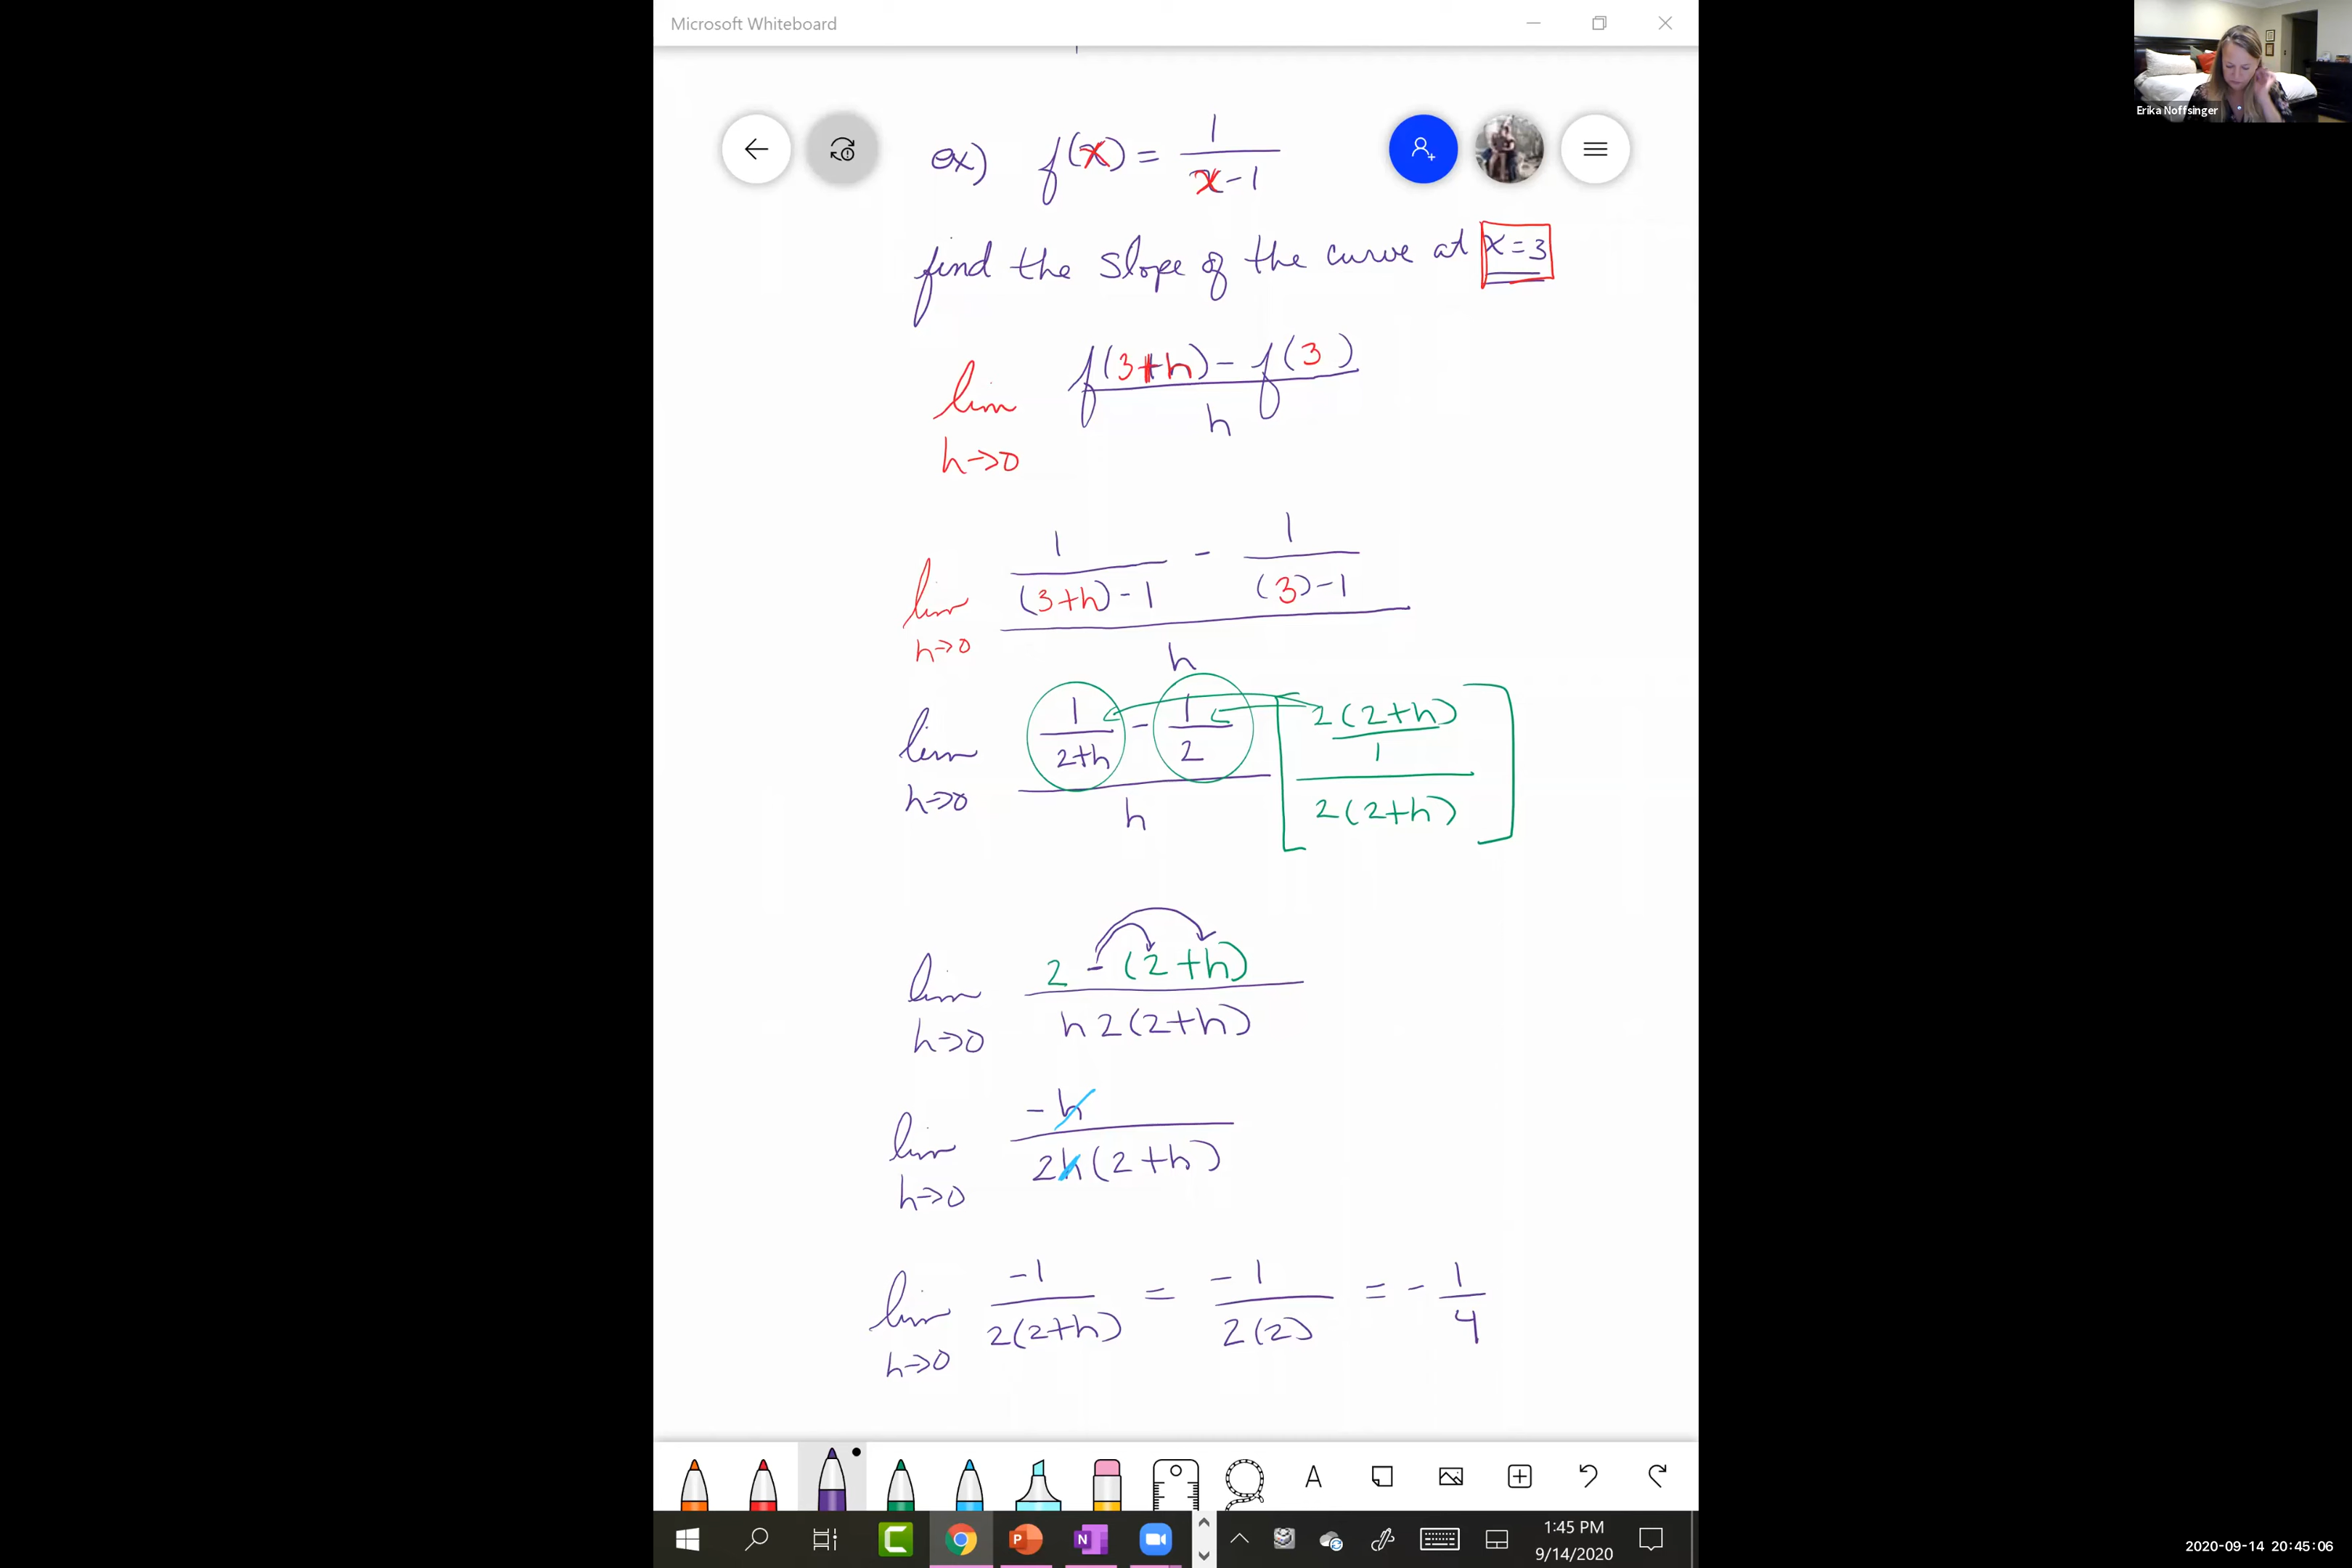 Microsoft Whiteboard
Erika Noffsinger
ex) f(x) = 1/(x-1)
find the slope of the curve at x = 3
lim h→0 (f(3+h) - f(3))/h
lim h→0 (1/((3+h)-1) - 1/((3)-1))/h
lim h→0 (1/(2+h) - 1/2)/h [(2(2+h)/1)/(2(2+h))]
lim h→0 (2 - (2+h))/(h2(2+h))
lim h→0 -h/(2h(2+h))
lim h→0 -1/(2(2+h)) = -1/(2(2)) = -1/4
A
1:45 PM
9/14/2020
2020-09-14 20:45:06